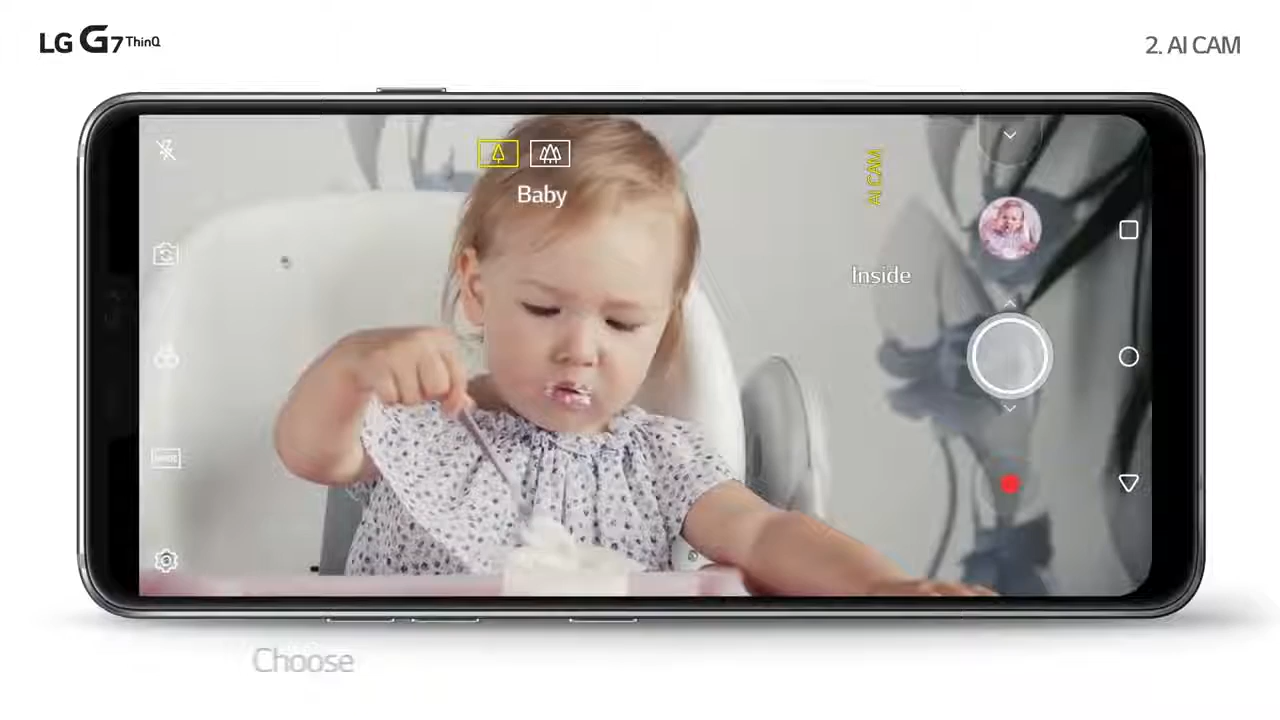 LG G7 ThinQ
2. AI CAM
Baby
AI CAM
Inside
Choose